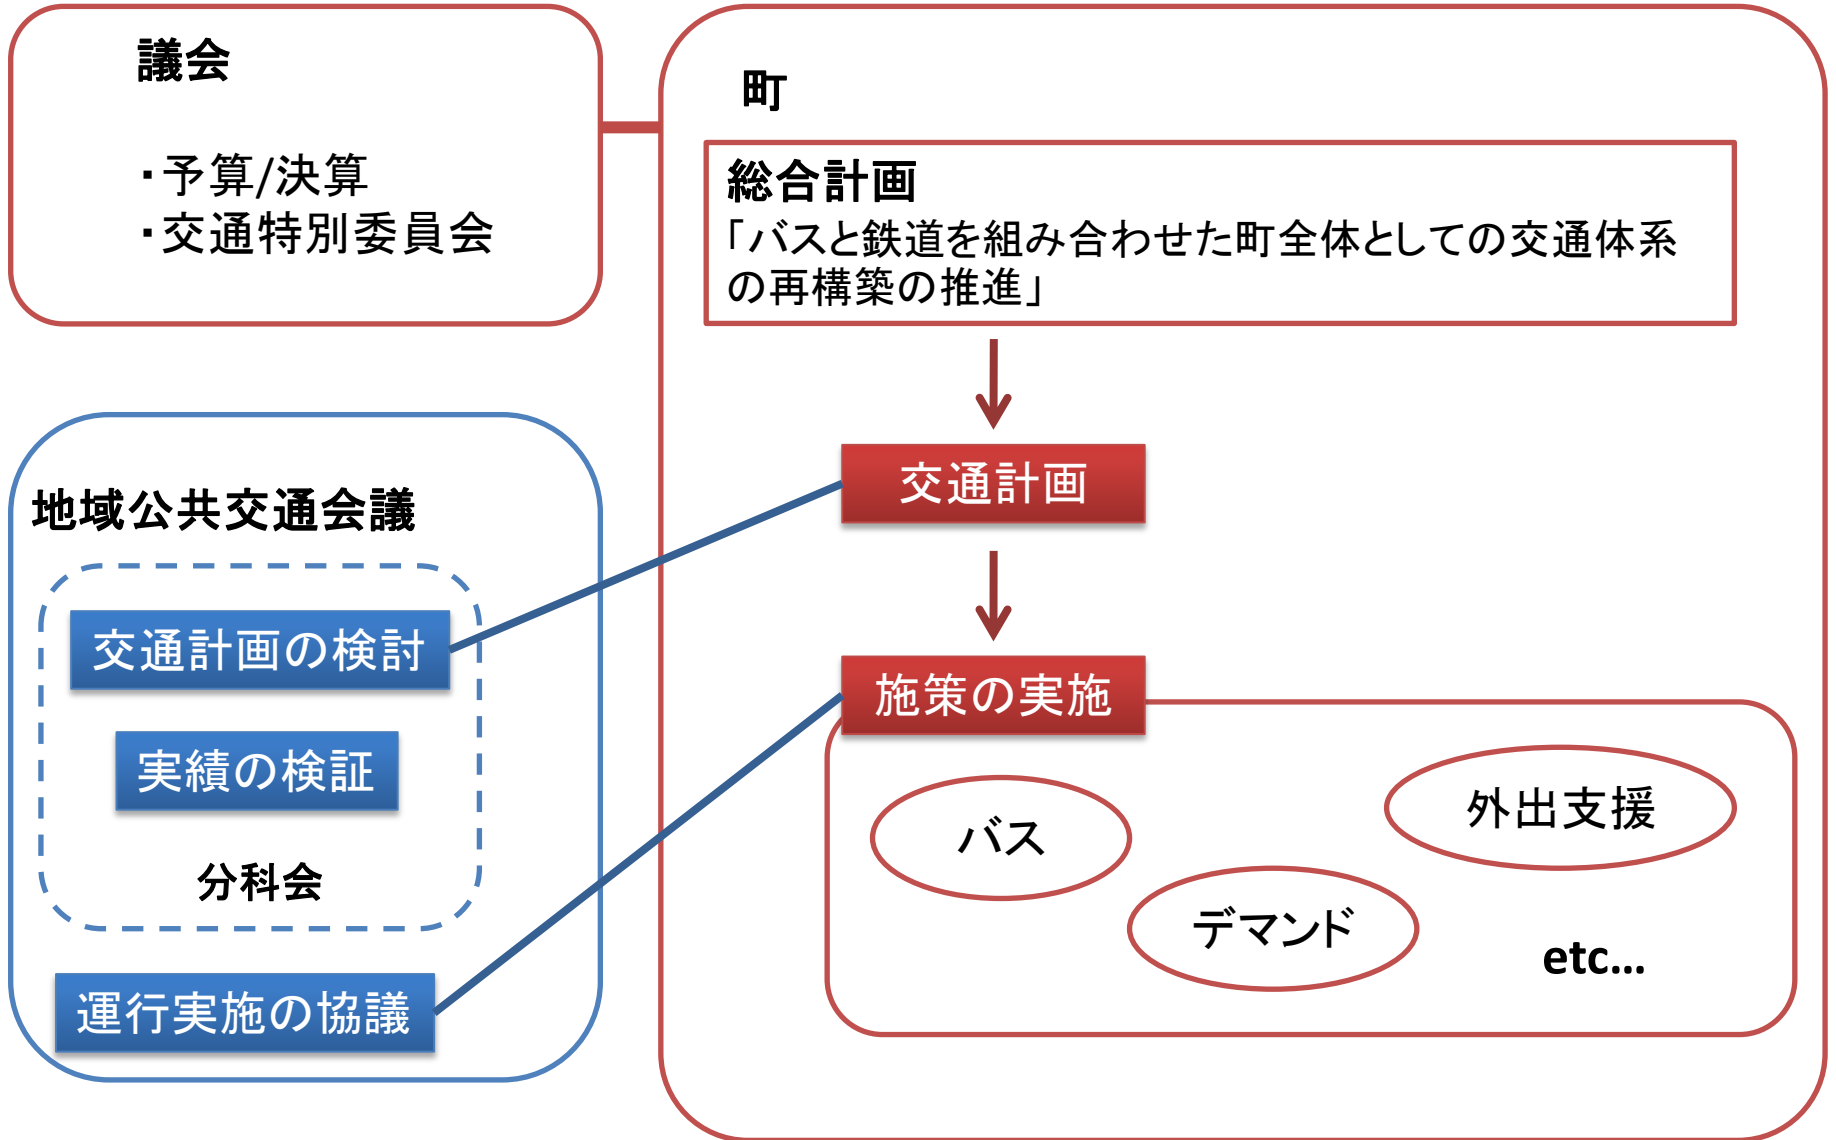 議会
・予算/決算
・交通特別委員会
町
総合計画
「バスと鉄道を組み合わせた町全体としての交通体系
の再構築の推進」
交通計画
施策の実施
バス
デマンド
外出支援
etc...
地域公共交通会議
交通計画の検討
実績の検証
分科会
運行実施の協議